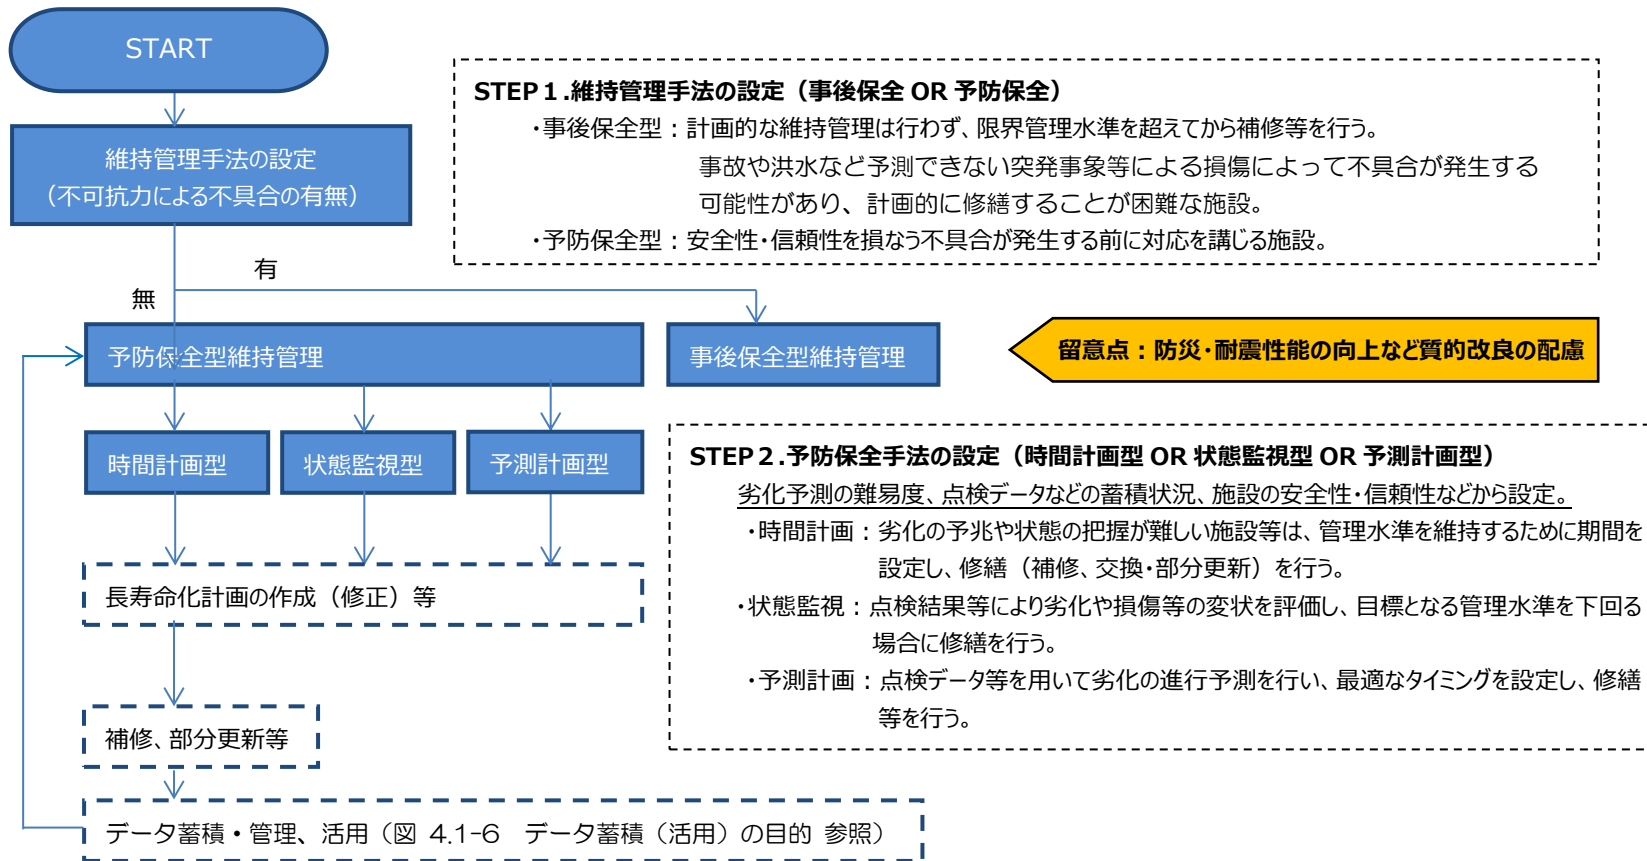 START
維持管理手法の設定
（不可抗力による不具合の有無）
有
無
予防保全型維持管理
事後保全型維持管理
時間計画型
状態監視型
予測計画型
長寿命化計画の作成（修正）等
補修、部分更新等
データ蓄積・管理、活用（図 4.1-6　データ蓄積（活用）の目的 参照）
STEP１.維持管理手法の設定（事後保全 OR 予防保全）
・事後保全型：計画的な維持管理は行わず、限界管理水準を超えてから補修等を行う。
事故や洪水など予測できない突発事象等による損傷によって不具合が発生する
可能性があり、計画的に修繕することが困難な施設。
・予防保全型：安全性・信頼性を損なう不具合が発生する前に対応を講じる施設。
留意点：防災・耐震性能の向上など質的改良の配慮
STEP２.予防保全手法の設定（時間計画型 OR 状態監視型 OR 予測計画型）
劣化予測の難易度、点検データなどの蓄積状況、施設の安全性・信頼性などから設定。
・時間計画：劣化の予兆や状態の把握が難しい施設等は、管理水準を維持するために期間を
設定し、修繕（補修、交換・部分更新）を行う。
・状態監視：点検結果等により劣化や損傷等の変状を評価し、目標となる管理水準を下回る
場合に修繕を行う。
・予測計画：点検データ等を用いて劣化の進行予測を行い、最適なタイミングを設定し、修繕
等を行う。